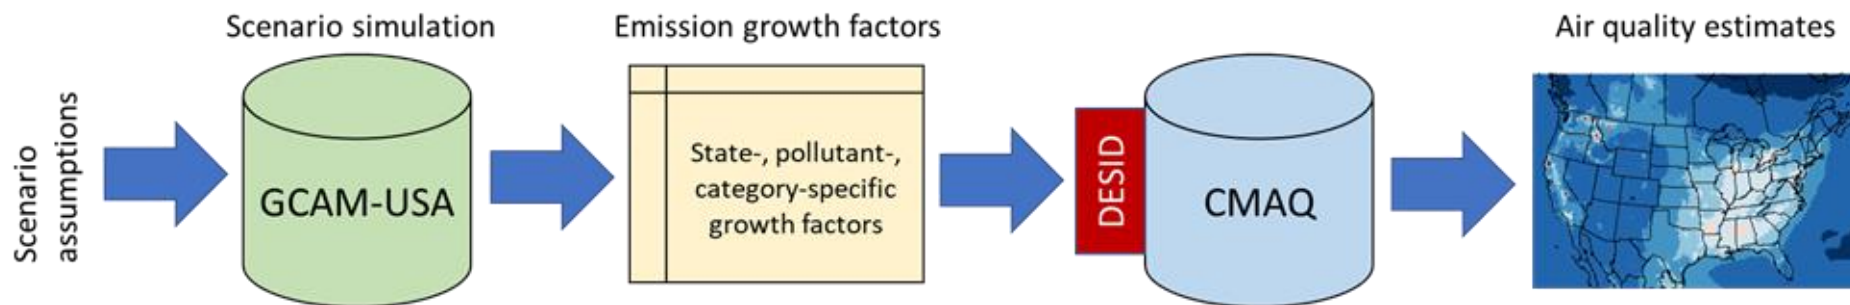 Scenario
assumptions
Scenario simulation
GCAM-USA
Emission growth factors
State-, pollutant-,
category-specific
growth factors
DESID
CMAQ
Air quality estimates